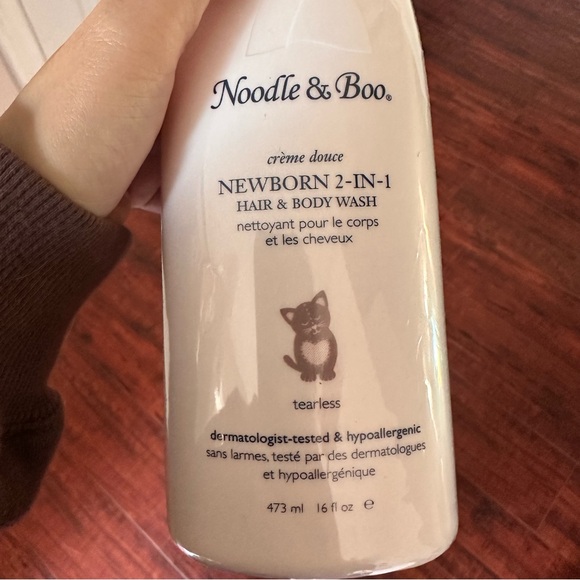 Noodle & Boo®
crème douce
NEWBORN 2-IN-1
HAIR & BODY WASH
nettoyant pour le corps
et les cheveux
tearless
dermatologist-tested & hypoallergenic
sans larmes, testé par des dermatologues
et hypoallergénique
473 ml 16 fl oz ℮